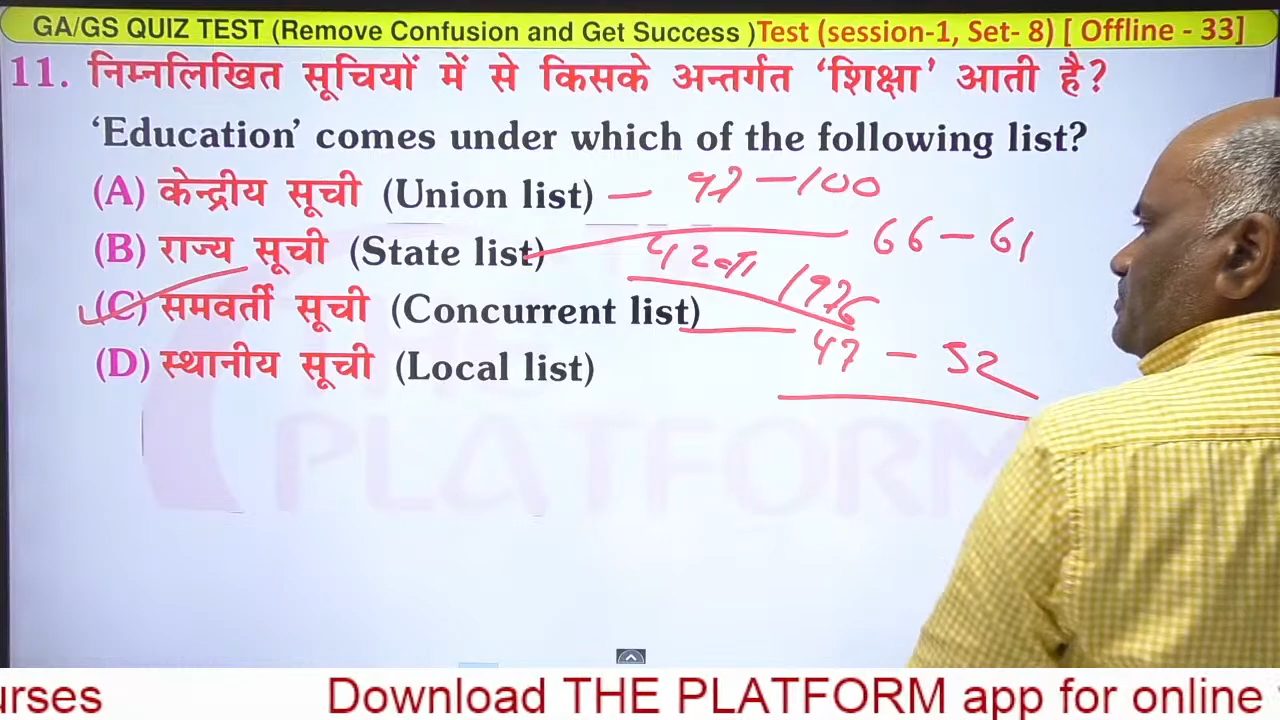 GA/GS QUIZ TEST (Remove Confusion and Get Success )Test (session-1, Set- 8) [ Offline - 33]
11. निम्नलिखित सूचियों में से किसके अन्तर्गत ‘शिक्षा’ आती है?
‘Education’ comes under which of the following list?
(A) केन्द्रीय सूची (Union list) — 97 – 100
(B) राज्य सूची (State list) 66 – 61
42वां 1976
(C) समवर्ती सूची (Concurrent list) 47 – 52
(D) स्थानीय सूची (Local list)
THE PLATFORM
urses Download THE PLATFORM app for online